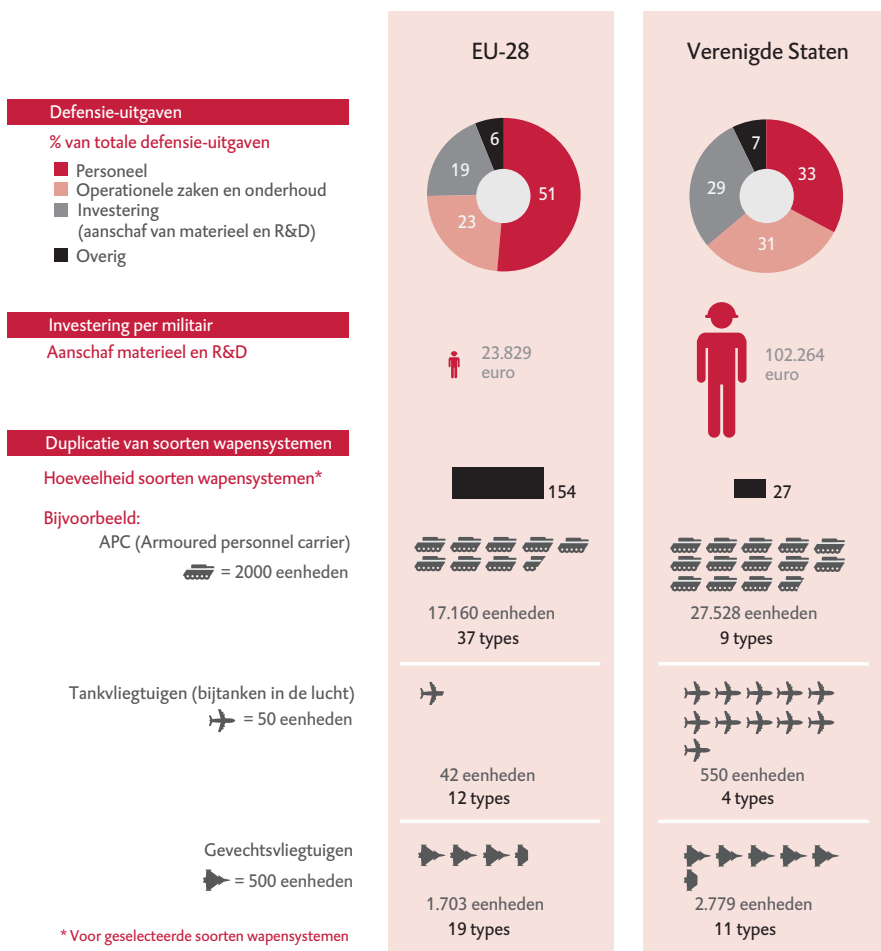 EU-28
Verenigde Staten
Defensie-uitgaven
% van totale defensie-uitgaven
Personeel
Operationele zaken en onderhoud
Investering
(aanschaf van materieel en R&D)
Overig
6
19
51
23
7
33
29
31
Investering per militair
Aanschaf materieel en R&D
23.829
euro
102.264
euro
Duplicatie van soorten wapensystemen
Hoeveelheid soorten wapensystemen*
154
27
Bijvoorbeeld:
APC (Armoured personnel carrier)
= 2000 eenheden
17.160 eenheden
37 types
27.528 eenheden
9 types
Tankvliegtuigen (bijtanken in de lucht)
= 50 eenheden
42 eenheden
12 types
550 eenheden
4 types
Gevechtsvliegtuigen
= 500 eenheden
1.703 eenheden
19 types
2.779 eenheden
11 types
* Voor geselecteerde soorten wapensystemen